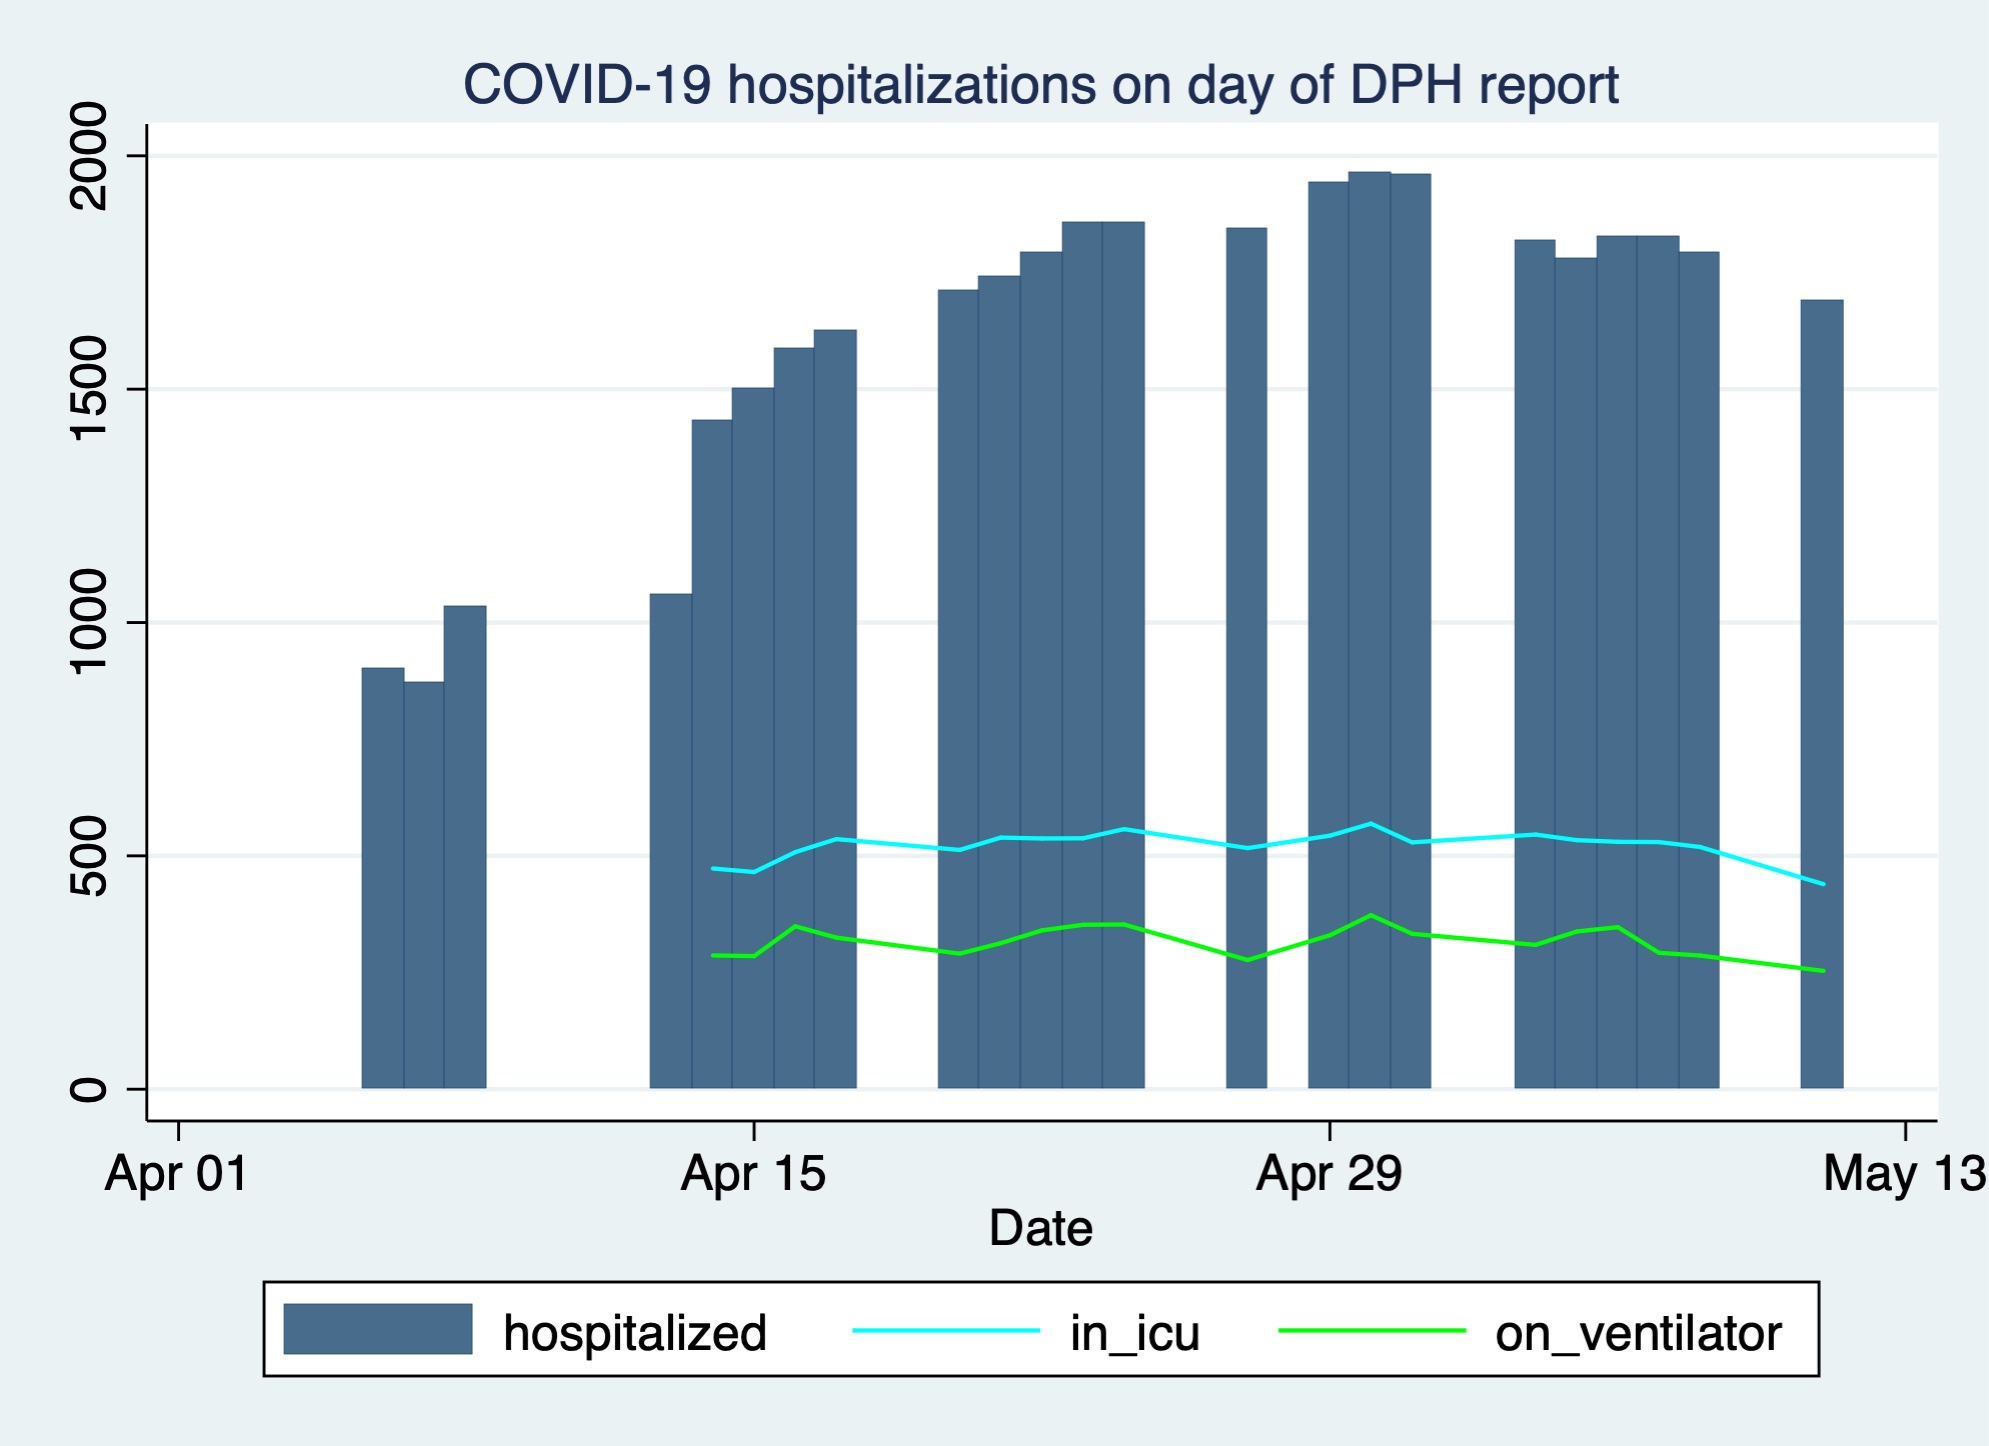 COVID-19 hospitalizations on day of DPH report
2000
1500
1000
500
0
Apr 01 Apr 15 Apr 29 May 13
Date
hospitalized in_icu on_ventilator